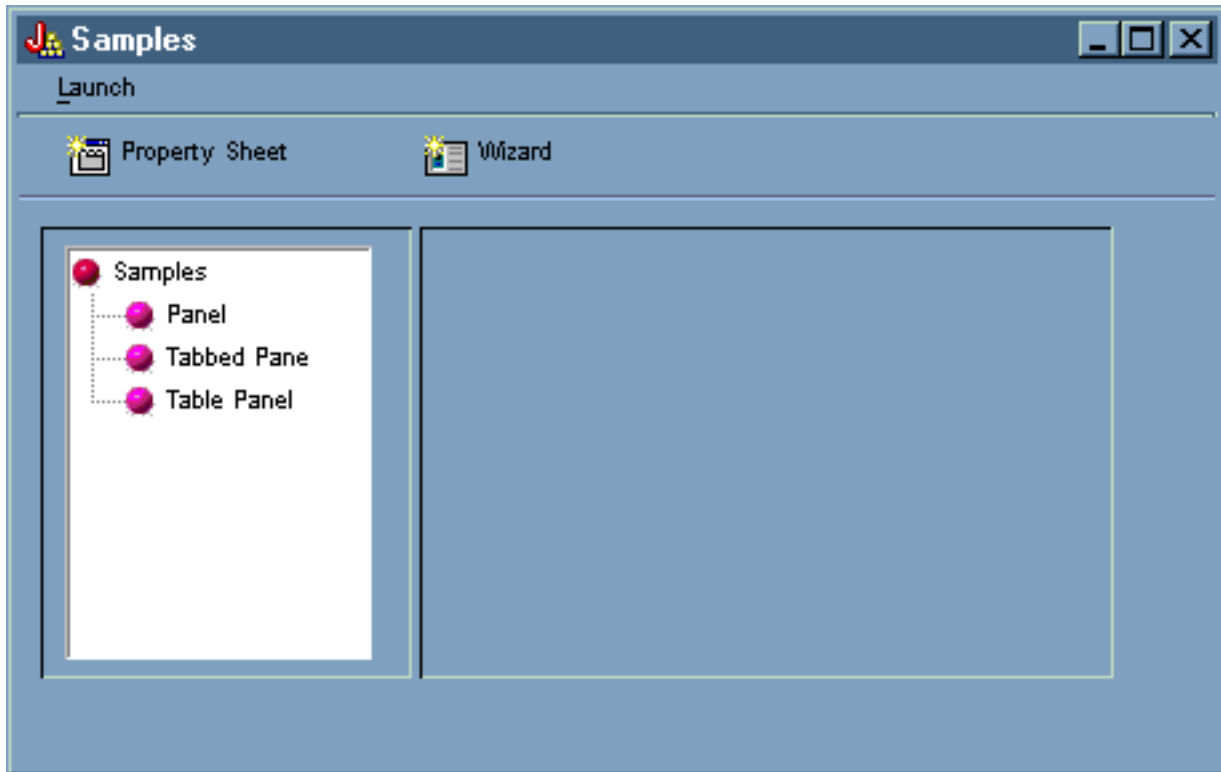 Samples
Launch
Property Sheet
Wizard
Samples
Panel
Tabbed Pane
Table Panel